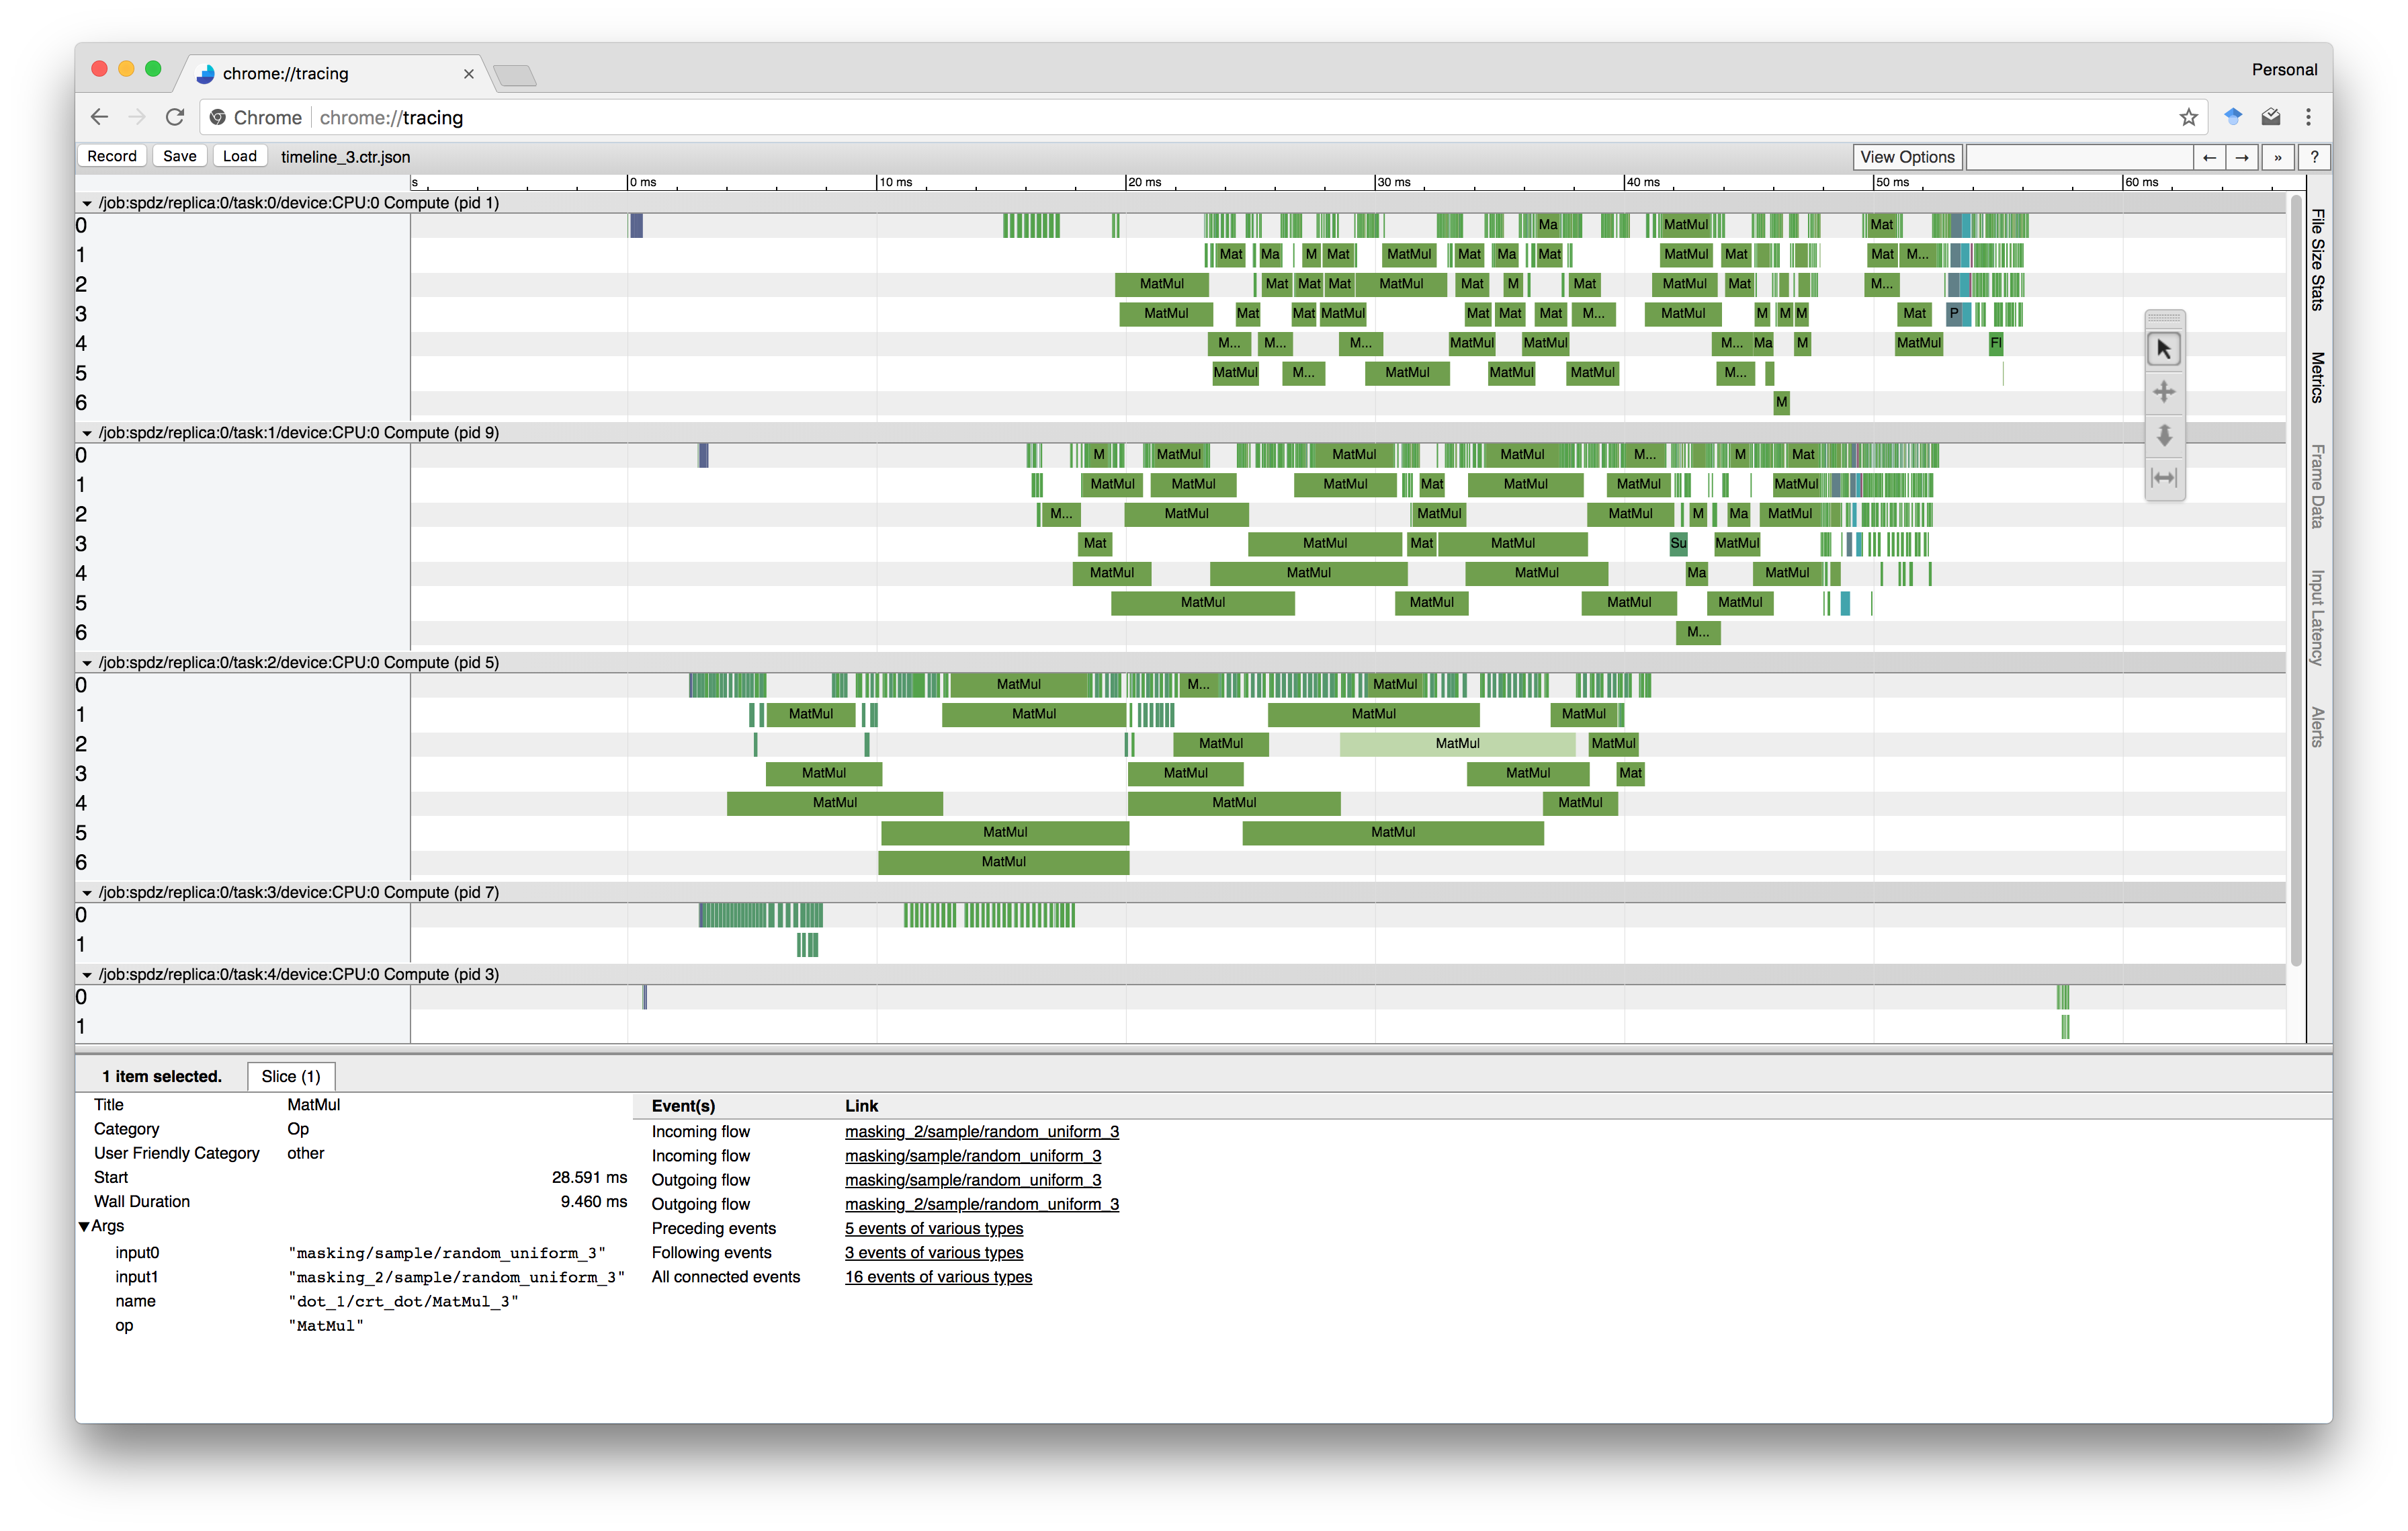 chrome://tracing
Personal
Chrome chrome://tracing
Record Save Load timeline_3.ctr.json View Options ← → » ?
s 0 ms 10 ms 20 ms 30 ms 40 ms 50 ms 60 ms
/job:spdz/replica:0/task:0/device:CPU:0 Compute (pid 1)
0 Ma MatMul Mat
1 Mat Ma M Mat MatMul Mat Ma Mat MatMul Mat Mat M...
2 MatMul Mat Mat Mat MatMul Mat M Mat MatMul Mat M...
3 MatMul Mat Mat MatMul Mat Mat Mat M... MatMul M M M Mat P
4 M... M... M... MatMul MatMul M... Ma M MatMul Fl
5 MatMul M... MatMul MatMul MatMul M...
6 M
/job:spdz/replica:0/task:1/device:CPU:0 Compute (pid 9)
0 M MatMul MatMul MatMul M... M Mat
1 MatMul MatMul MatMul Mat MatMul MatMul MatMul
2 M... MatMul MatMul MatMul M Ma MatMul
3 Mat MatMul Mat MatMul Su MatMul
4 MatMul MatMul MatMul Ma MatMul
5 MatMul MatMul MatMul MatMul
6 M...
/job:spdz/replica:0/task:2/device:CPU:0 Compute (pid 5)
0 MatMul M... MatMul
1 MatMul MatMul MatMul MatMul
2 MatMul MatMul MatMul
3 MatMul MatMul MatMul Mat
4 MatMul MatMul MatMul
5 MatMul MatMul
6 MatMul
/job:spdz/replica:0/task:3/device:CPU:0 Compute (pid 7)
0
1
/job:spdz/replica:0/task:4/device:CPU:0 Compute (pid 3)
0
1
File Size Stats
Metrics
Frame Data
Input Latency
Alerts
1 item selected. Slice (1)
Title MatMul
Category Op
User Friendly Category other
Start 28.591 ms
Wall Duration 9.460 ms
Args
input0 "masking/sample/random_uniform_3"
input1 "masking_2/sample/random_uniform_3"
name "dot_1/crt_dot/MatMul_3"
op "MatMul"
Event(s) Link
Incoming flow masking_2/sample/random_uniform_3
Incoming flow masking/sample/random_uniform_3
Outgoing flow masking/sample/random_uniform_3
Outgoing flow masking_2/sample/random_uniform_3
Preceding events 5 events of various types
Following events 3 events of various types
All connected events 16 events of various types